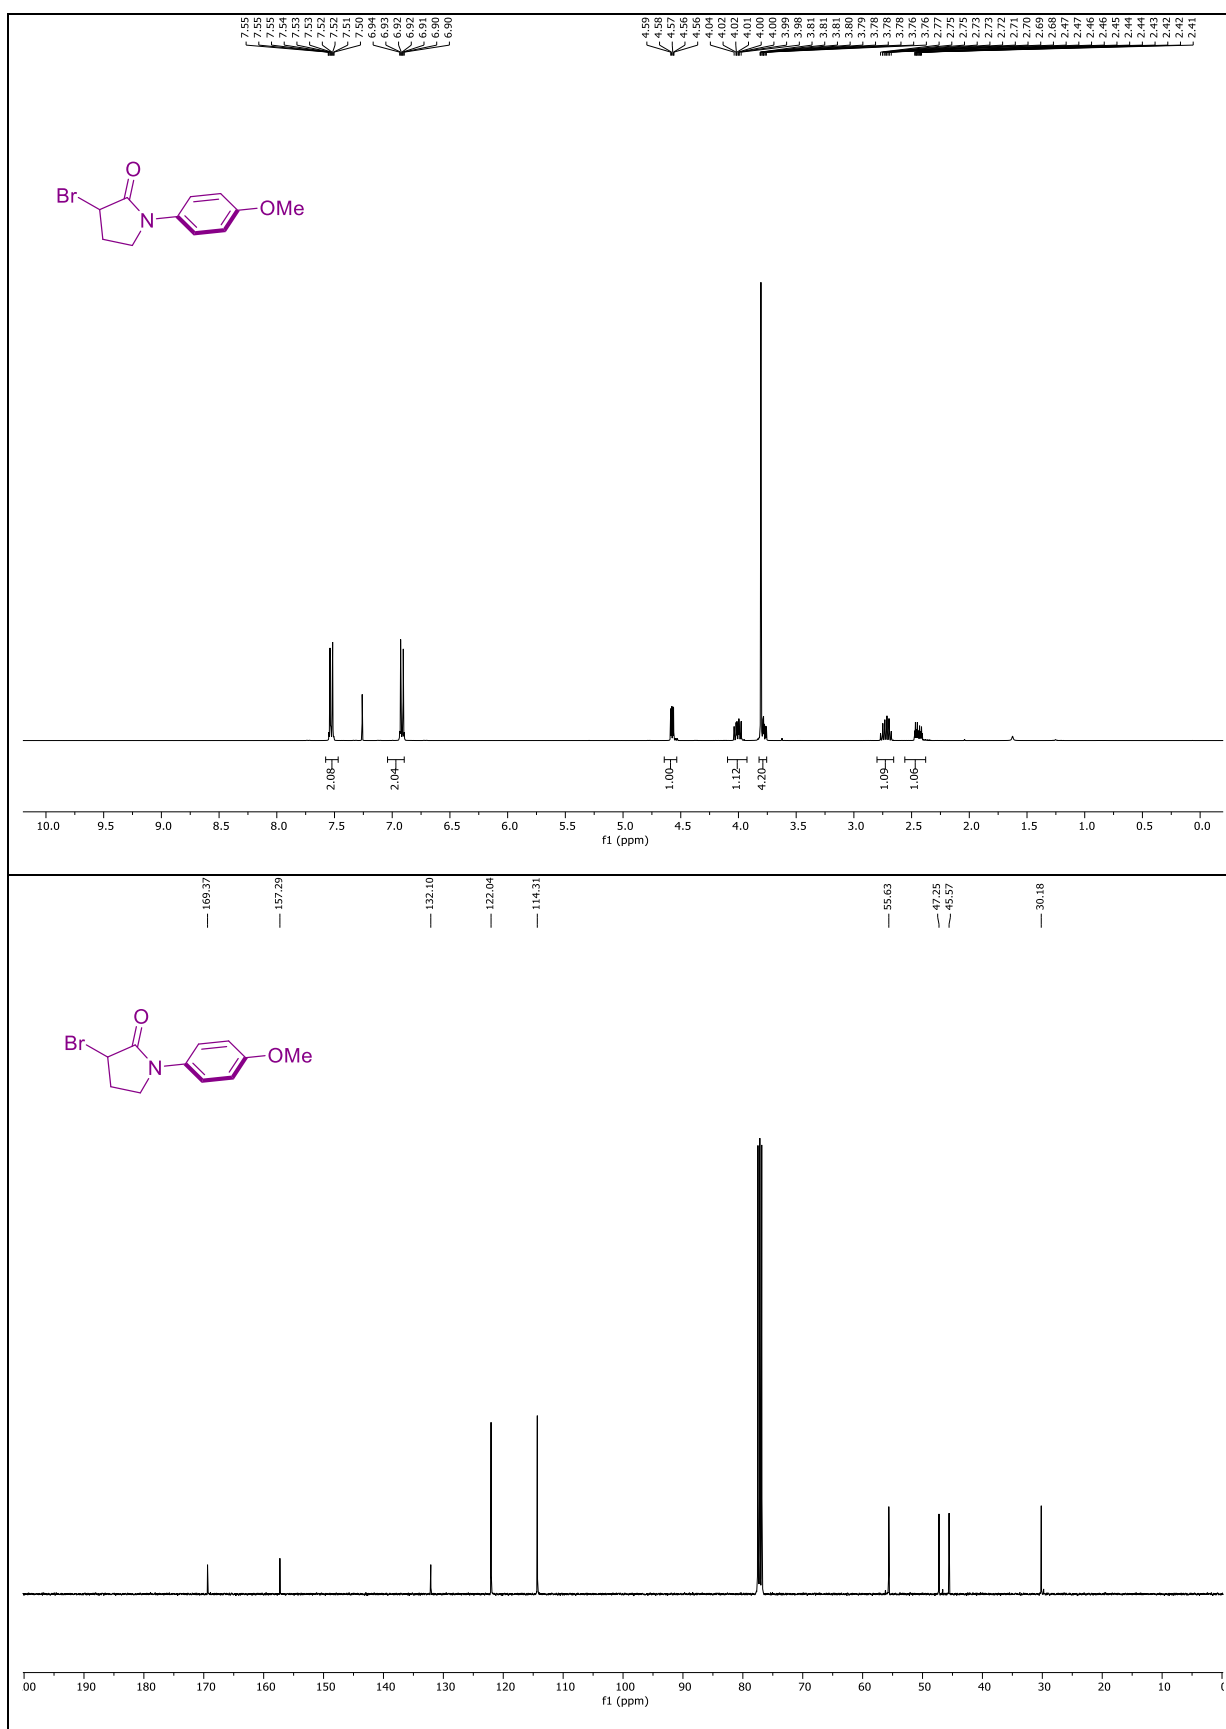 7.55 7.55 7.55 7.54 7.53 7.53 7.52 7.52 7.51 7.50 6.94 6.93 6.92 6.92 6.91 6.90 6.90 4.59 4.58 4.57 4.56 4.56 4.04 4.02 4.02 4.01 4.00 4.00 3.99 3.98 3.81 3.81 3.81 3.80 3.79 3.78 3.78 3.78 3.76 3.76 2.77 2.75 2.75 2.73 2.73 2.72 2.71 2.70 2.69 2.68 2.47 2.47 2.46 2.46 2.45 2.44 2.44 2.43 2.42 2.42 2.41
O
Br
N
OMe
2.08 2.04 1.00 1.12 4.20 1.09 1.06
10.0 9.5 9.0 8.5 8.0 7.5 7.0 6.5 6.0 5.5 5.0 4.5 4.0 3.5 3.0 2.5 2.0 1.5 1.0 0.5 0.0
f1 (ppm)
169.37 157.29 132.10 122.04 114.31 55.63 47.25 45.57 30.18
O
Br
N
OMe
00 190 180 170 160 150 140 130 120 110 100 90 80 70 60 50 40 30 20 10
f1 (ppm)